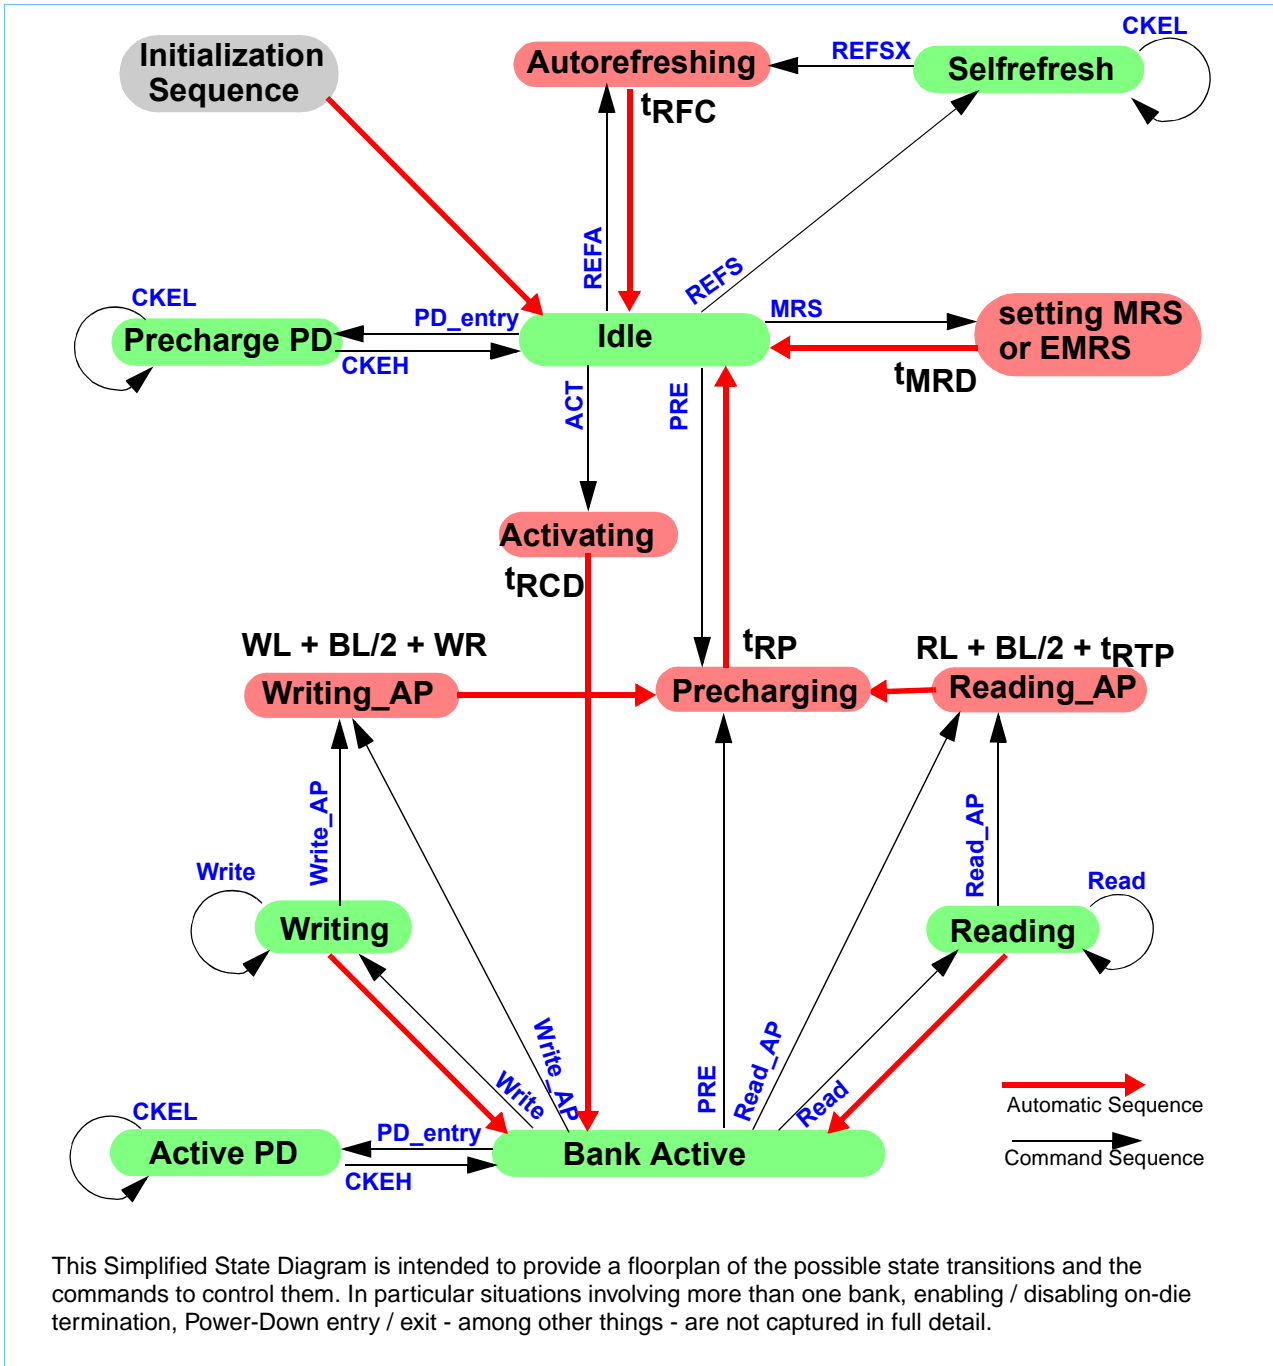 CKEL
Initialization
Sequence
Autorefreshing
REFSX
Selfrefresh
tRFC
REFA
REFS
CKEL
PD_entry
MRS
setting MRS
or EMRS
Precharge PD
Idle
CKEH
tMRD
ACT
PRE
Activating
tRCD
WL + BL/2 + WR
tRP
RL + BL/2 + tRTP
Writing_AP
Precharging
Reading_AP
Write_AP
Read_AP
Write
Read
Writing
Reading
Write
Write_AP
PRE
Read_AP
Read
Automatic Sequence
CKEL
PD_entry
Active PD
Bank Active
CKEH
Command Sequence
This Simplified State Diagram is intended to provide a floorplan of the possible state transitions and the
commands to control them. In particular situations involving more than one bank, enabling / disabling on-die
termination, Power-Down entry / exit - among other things - are not captured in full detail.